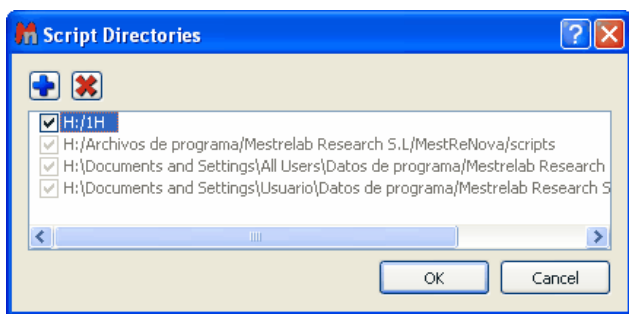 Script Directories
H:/1H
H:/Archivos de programa/Mestrelab Research S.L/MestReNova/scripts
H:\Documents and Settings\All Users\Datos de programa/Mestrelab Research
H:\Documents and Settings\Usuario\Datos de programa/Mestrelab Research S
OK Cancel